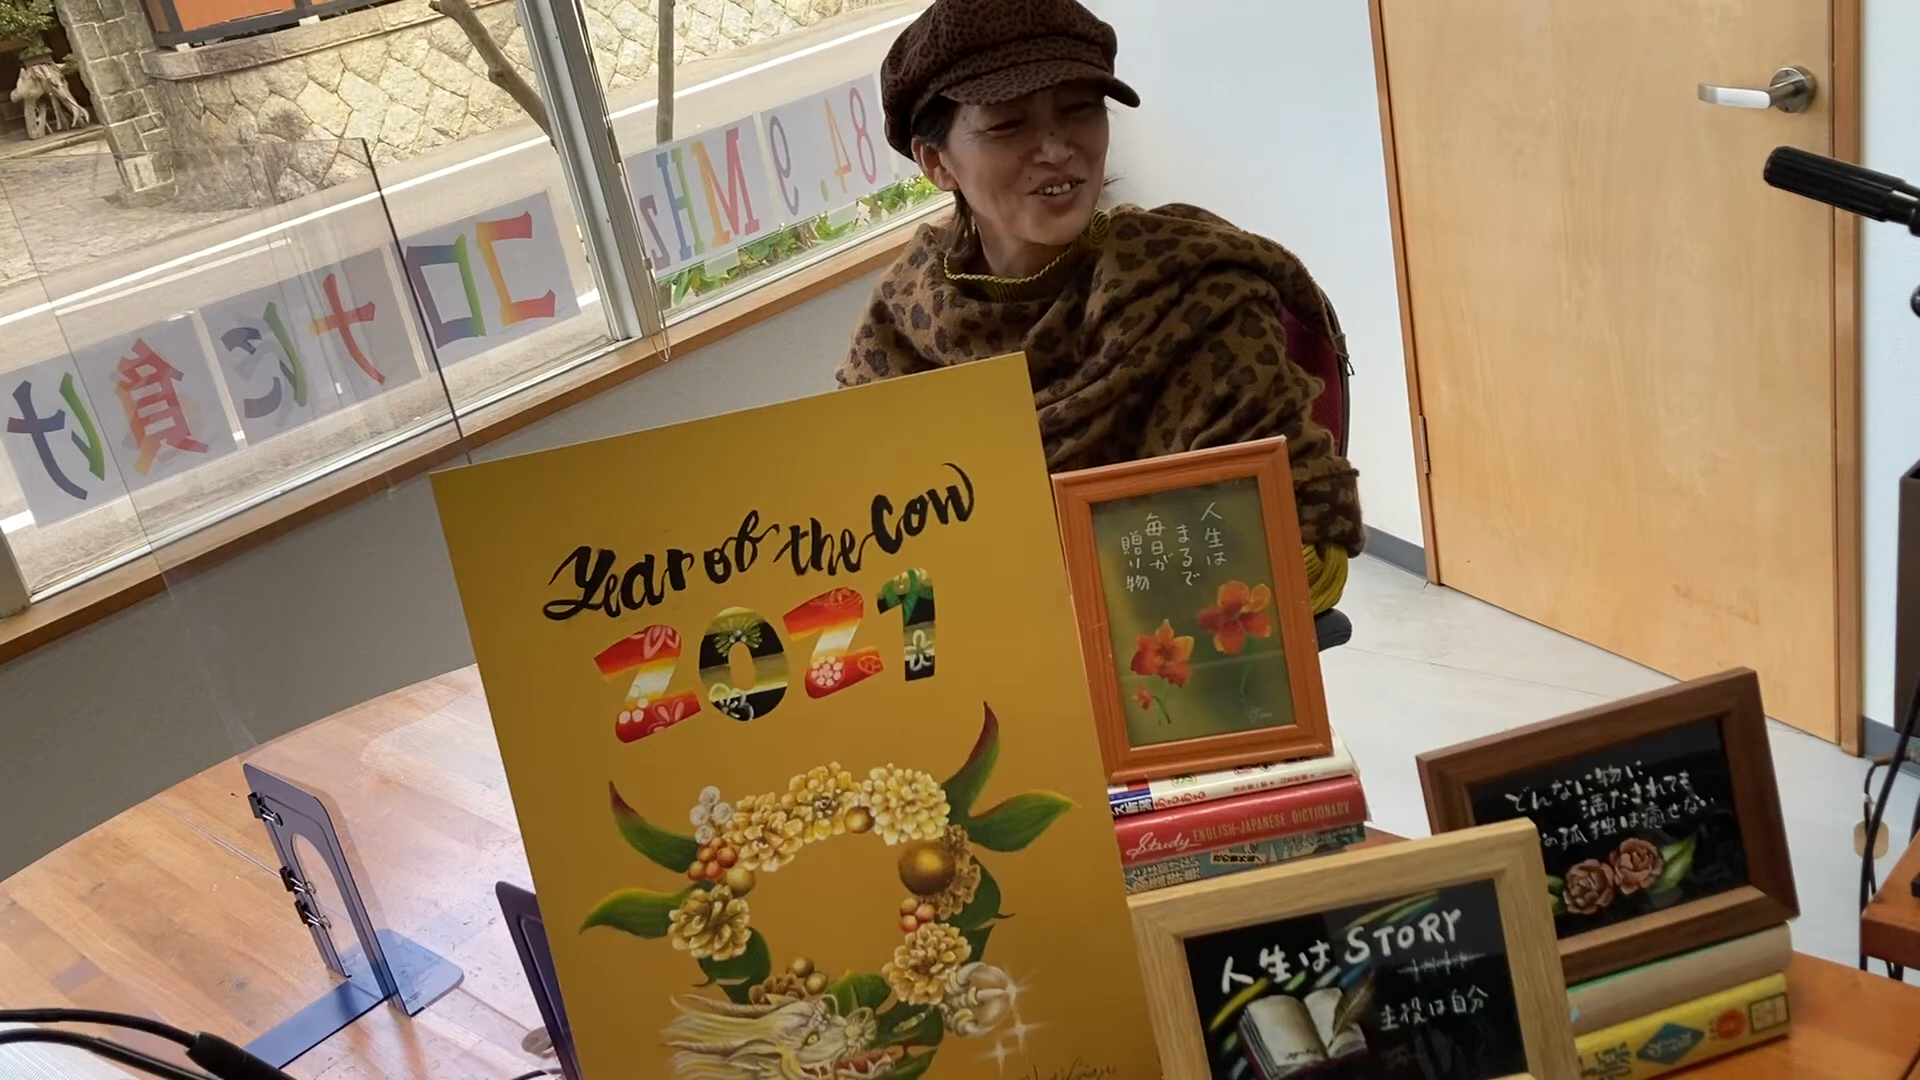 84.9MHz
コロナに負け
Year of the Cow
2021
人生は
まるで
毎日が
贈り物
Study ENGLISH-JAPANESE DICTIONARY
どんなに物に
満たされても
孤独は癒せない
人生はSTORY
主役は自分